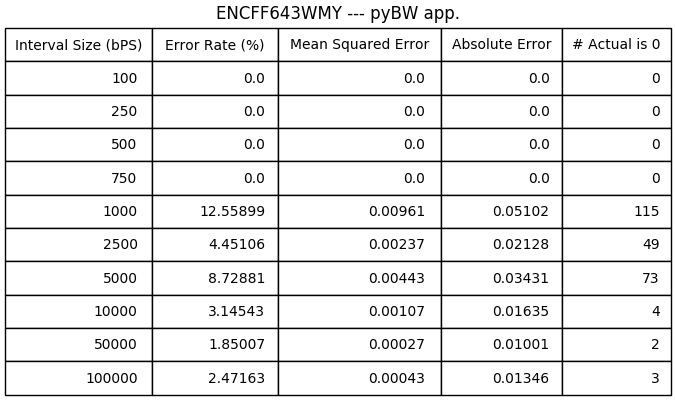 ENCFF643WMY --- pyBW app.
Interval Size (bPS) Error Rate (%) Mean Squared Error Absolute Error # Actual is 0
100 0.0 0.0 0.0 0
250 0.0 0.0 0.0 0
500 0.0 0.0 0.0 0
750 0.0 0.0 0.0 0
1000 12.55899 0.00961 0.05102 115
2500 4.45106 0.00237 0.02128 49
5000 8.72881 0.00443 0.03431 73
10000 3.14543 0.00107 0.01635 4
50000 1.85007 0.00027 0.01001 2
100000 2.47163 0.00043 0.01346 3